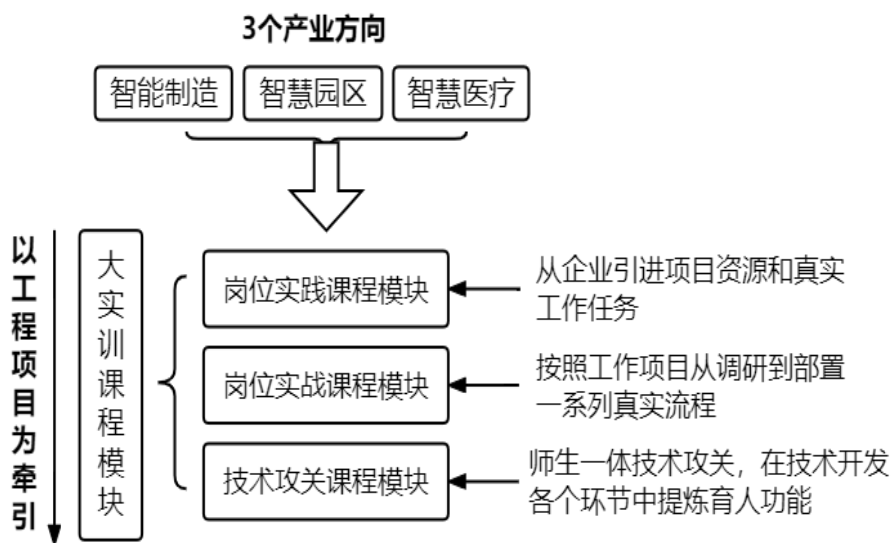 3个产业方向
智能制造
智慧园区
智慧医疗
以工程项目为牵引
大实训课程模块
岗位实践课程模块
从企业引进项目资源和真实
工作任务
岗位实战课程模块
按照工作项目从调研到部置
一系列真实流程
技术攻关课程模块
师生一体技术攻关，在技术开发
各个环节中提炼育人功能